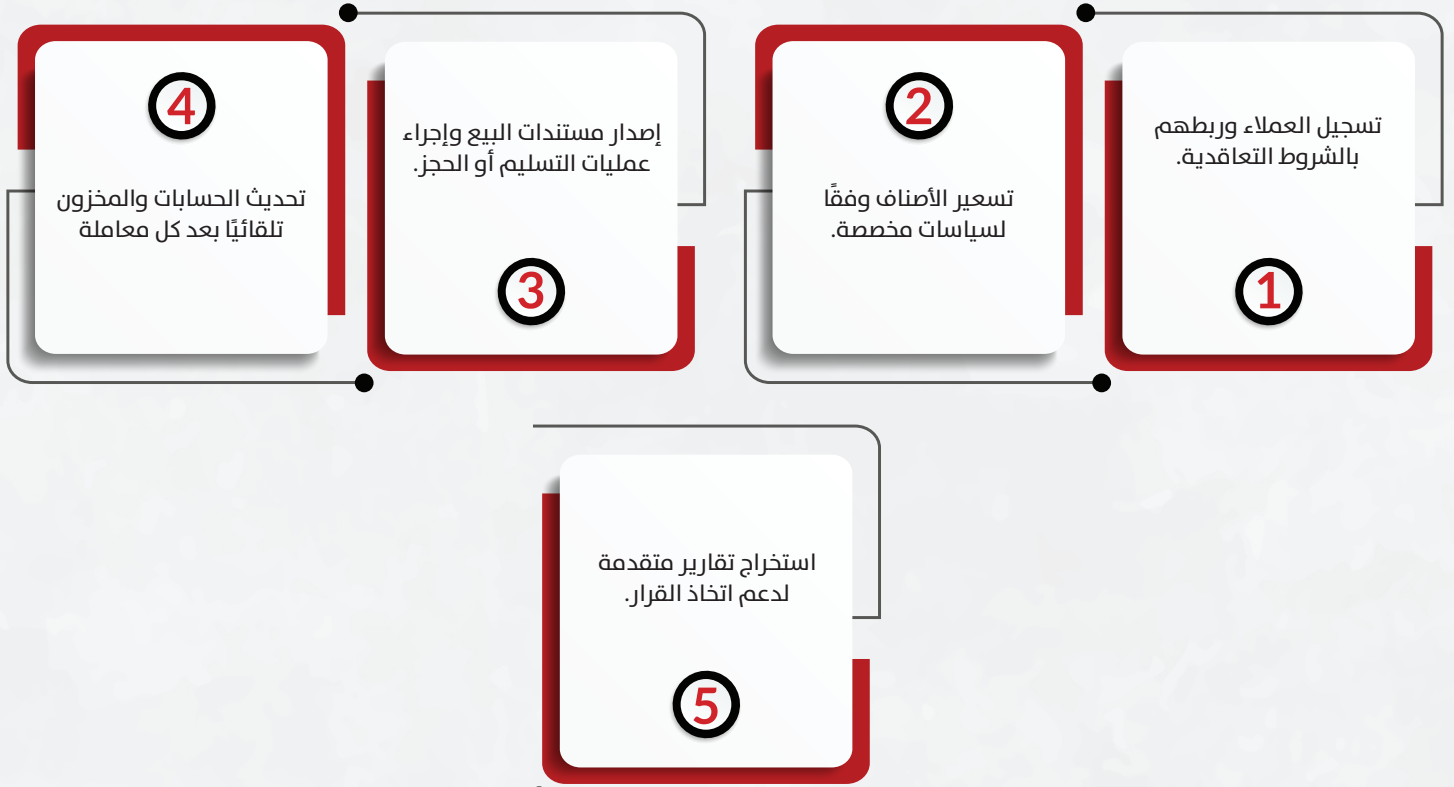 تسجيل العملاء وربطهم
بالشروط التعاقدية.
1
2
تسعير الأصناف وفقًا
لسياسات مخصصة.
إصدار مستندات البيع وإجراء
عمليات التسليم أو الحجز.
3
4
تحديث الحسابات والمخزون
تلقائيًا بعد كل معاملة
استخراج تقارير متقدمة
لدعم اتخاذ القرار.
5